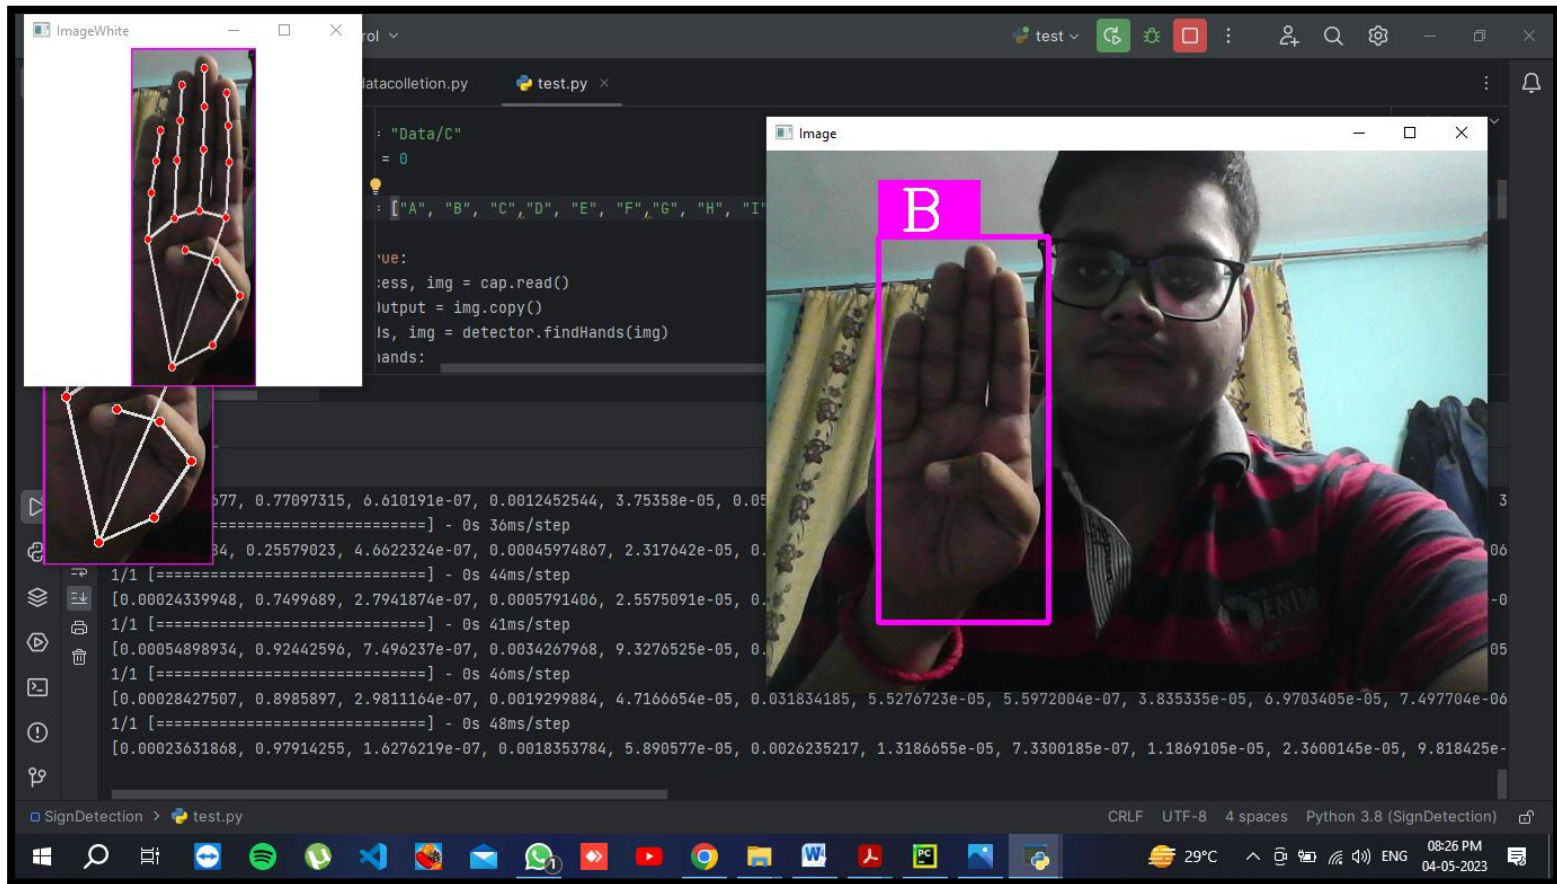 ImageWhite
rol
test
datacolletion.py
test.py
: "Data/C"
= 0
: ["A", "B", "C","D", "E", "F","G", "H", "I"
rue:
cess, img = cap.read()
Output = img.copy()
ds, img = detector.findHands(img)
hands:
Image
B
577, 0.77097315, 6.610191e-07, 0.0012452544, 3.75358e-05, 0.05
3
==========================] - 0s 36ms/step
34, 0.25579023, 4.6622324e-07, 0.00045974867, 2.317642e-05, 0.
06
1/1 [==============================] - 0s 44ms/step
[0.00024339948, 0.7499689, 2.7941874e-07, 0.0005791406, 2.5575091e-05, 0.
-0
1/1 [==============================] - 0s 41ms/step
[0.00054898934, 0.92442596, 7.496237e-07, 0.0034267968, 9.3276525e-05, 0.
05
1/1 [==============================] - 0s 46ms/step
[0.00028427507, 0.8985897, 2.9811164e-07, 0.0019299884, 4.7166654e-05, 0.031834185, 5.5276723e-05, 5.5972004e-07, 3.835335e-05, 6.9703405e-05, 7.497704e-06
1/1 [==============================] - 0s 48ms/step
[0.00023631868, 0.97914255, 1.6276219e-07, 0.0018353784, 5.890577e-05, 0.0026235217, 1.3186655e-05, 7.3300185e-07, 1.1869105e-05, 2.3600145e-05, 9.818425e-
SignDetection > test.py
CRLF UTF-8 4 spaces Python 3.8 (SignDetection)
29°C
ENG
08:26 PM
04-05-2023